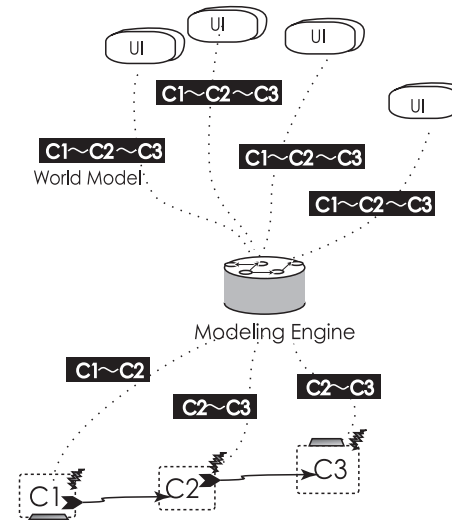 UI
UI
UI
UI
C1～C2～C3
C1～C2～C3
C1～C2～C3
World Model
C1～C2～C3
Modeling Engine
C1～C2
C2～C3
C2～C3
C1
C2
C3